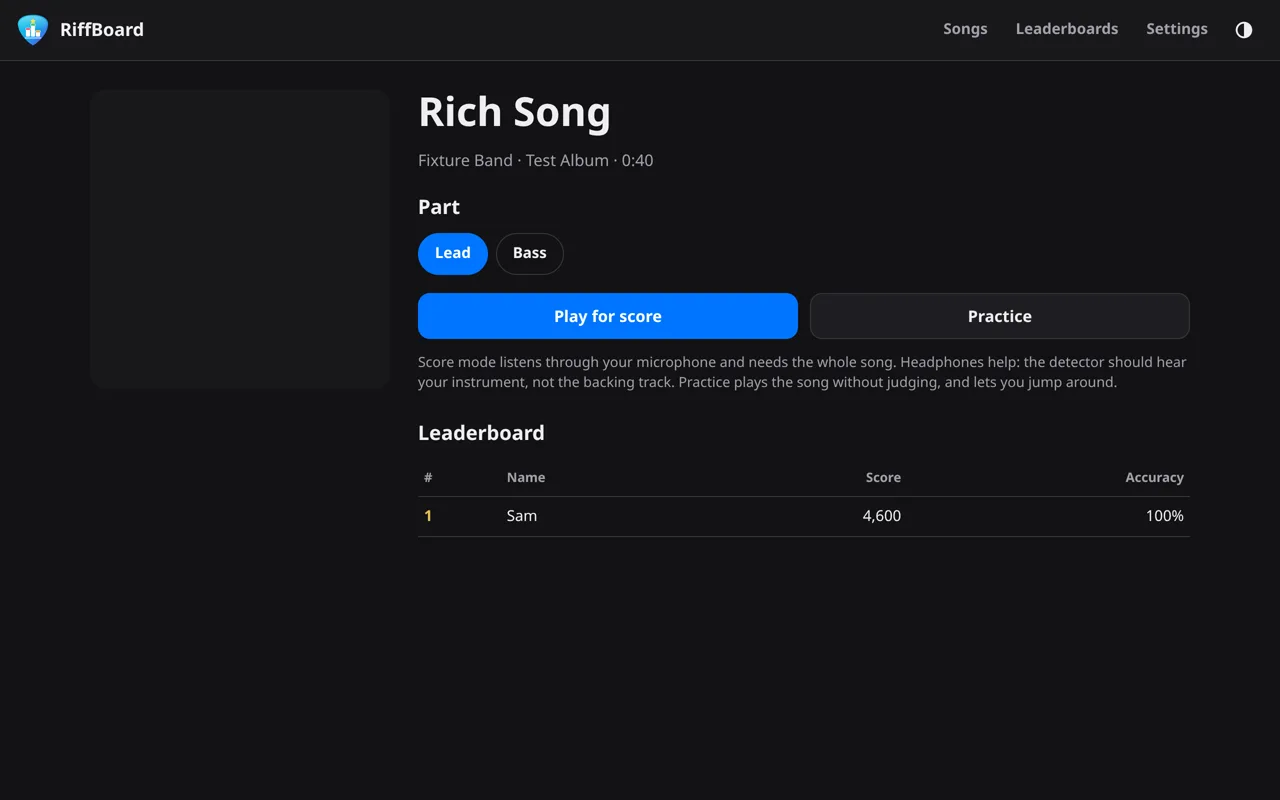 RiffBoard
Songs Leaderboards Settings
Rich Song
Fixture Band · Test Album · 0:40
Part
Lead Bass
Play for score Practice
Score mode listens through your microphone and needs the whole song. Headphones help: the detector should hear
your instrument, not the backing track. Practice plays the song without judging, and lets you jump around.
Leaderboard
# Name Score Accuracy
1 Sam 4,600 100%